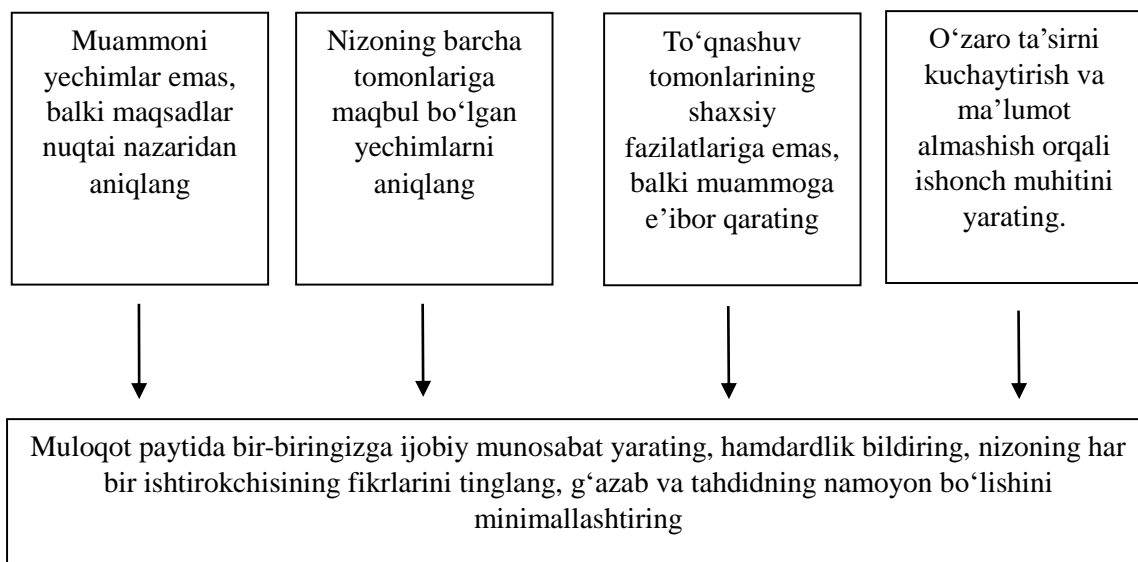 Muammoni
yechimlar emas,
balki maqsadlar
nuqtai nazaridan
aniqlang
Nizoning barcha
tomonlariga
maqbul bo‘lgan
yechimlarni
aniqlang
To‘qnashuv
tomonlarining
shaxsiy
fazilatlariga emas,
balki muammoga
e’ibor qarating
O‘zaro ta’sirni
kuchaytirish va
ma’lumot
almashish orqali
ishonch muhitini
yarating.
Muloqot paytida bir-biringizga ijobiy munosabat yarating, hamdardlik bildiring, nizoning har
bir ishtirokchisining fikrlarini tinglang, g‘azab va tahdidning namoyon bo‘lishini
minimallashtiring